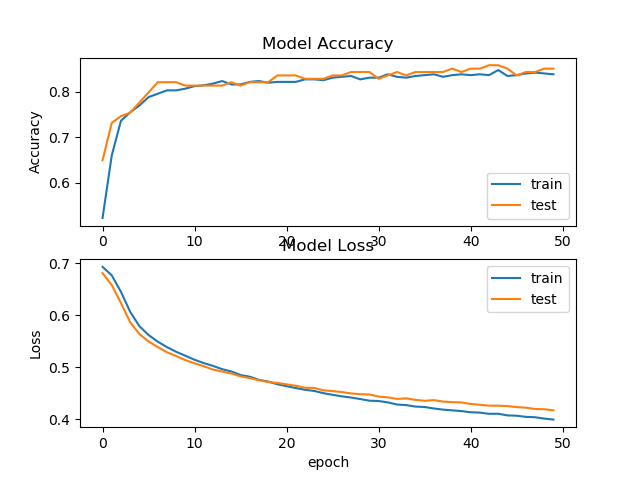 Model Accuracy
Accuracy
0.8
0.7
0.6
train
test
0 10 20 30 40 50
Model Loss
Loss
0.7
0.6
0.5
0.4
train
test
0 10 20 30 40 50
epoch